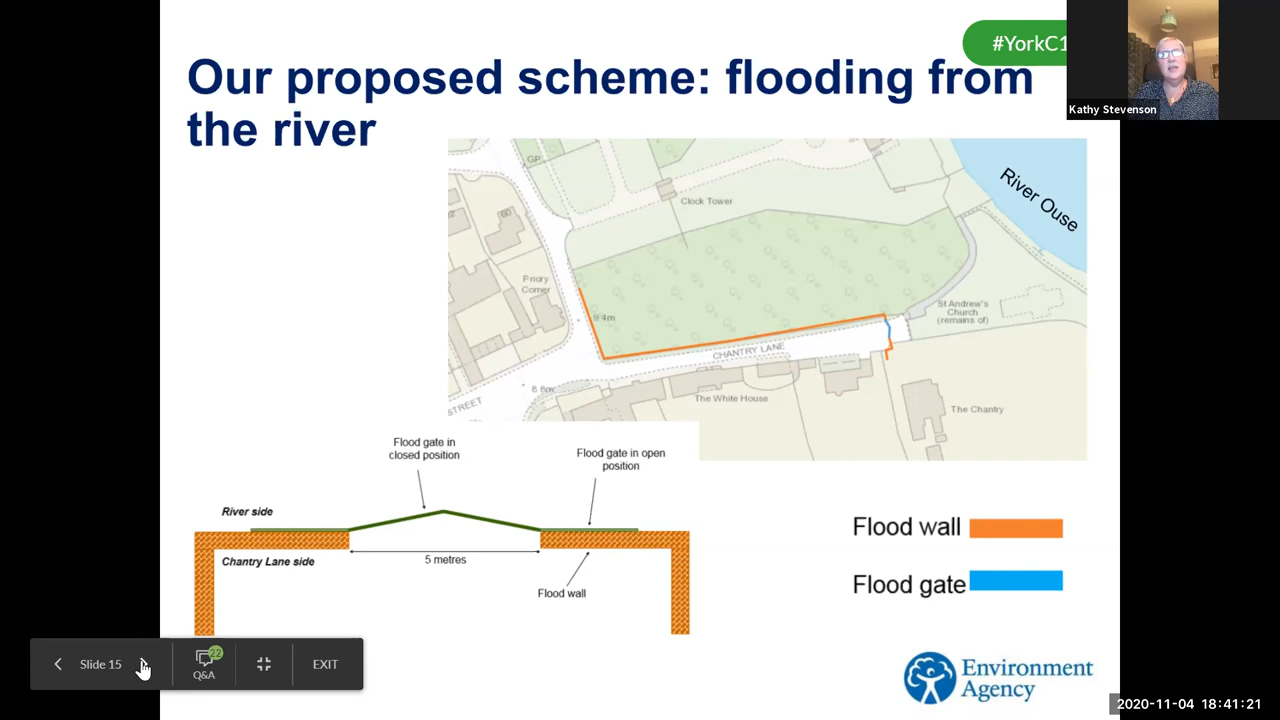 #YorkC1
Our proposed scheme: flooding from
the river
Kathy Stevenson
GP
Clock Tower
River Ouse
Priory
Corner
9.4m
St Andrew's
Church
(remains of)
CHANTRY LANE
8.8m
STREET
The White House
The Chantry
Flood gate in
closed position
Flood gate in open
position
River side
Chantry Lane side
5 metres
Flood wall
Flood wall
Flood gate
Slide 15
22
Q&A
EXIT
Environment
Agency
2020-11-04 18:41:21